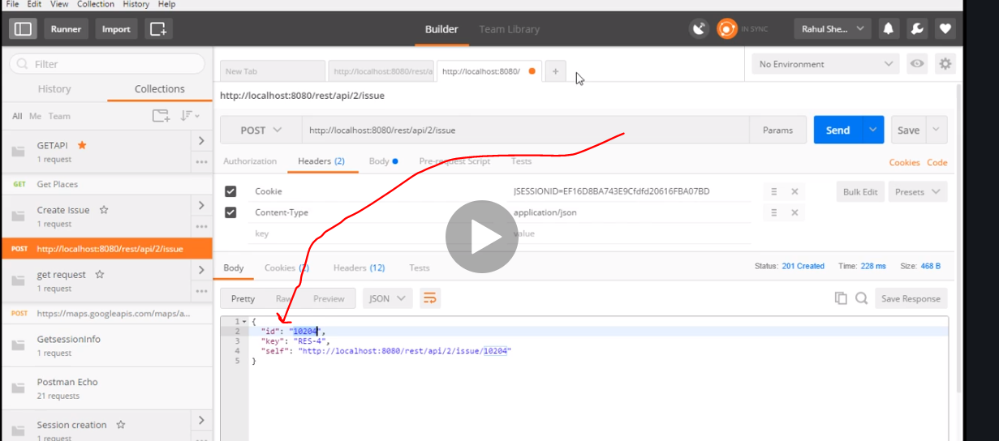 File Edit View Collection History Help
Runner Import Builder Team Library IN SYNC Rahul She...
Filter
History Collections
All Me Team
GETAPI
1 request
GET Get Places
Create Issue
1 request
POST http://localhost:8080/rest/api/2/issue
get request
1 request
POST https://maps.googleapis.com/maps/a...
GetsessionInfo
1 request
Postman Echo
21 requests
Session creation
1 request
New Tab http://localhost:8080/rest/a http://localhost:8080/ + No Environment
http://localhost:8080/rest/api/2/issue
POST http://localhost:8080/rest/api/2/issue Params Send Save
Authorization Headers (2) Body Pre-request Script Tests Cookies Code
Cookie JSESSIONID=EF16D8BA743E9Cfdfd20616FBA07BD Bulk Edit Presets
Content-Type application/json
key value
Body Cookies (2) Headers (12) Tests Status: 201 Created Time: 228 ms Size: 468 B
Pretty Raw Preview JSON Save Response
1 {
2 "id": "10204",
3 "key": "RES-4",
4 "self": "http://localhost:8080/rest/api/2/issue/10204"
5 }